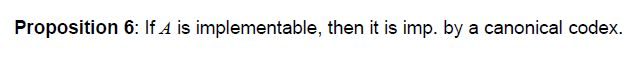 Proposition 6: If A is implementable, then it is imp. by a canonical codex.